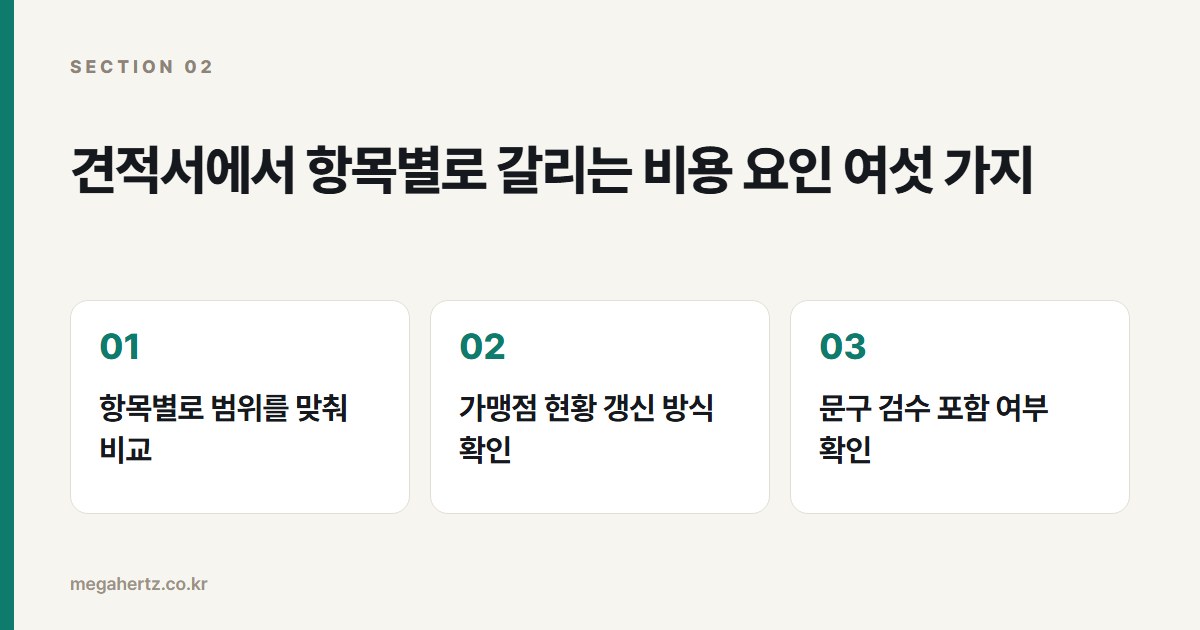 SECTION 02
견적서에서 항목별로 갈리는 비용 요인 여섯 가지
01
항목별로 범위를 맞춰
비교
02
가맹점 현황 갱신 방식
확인
03
문구 검수 포함 여부
확인
megahertz.co.kr